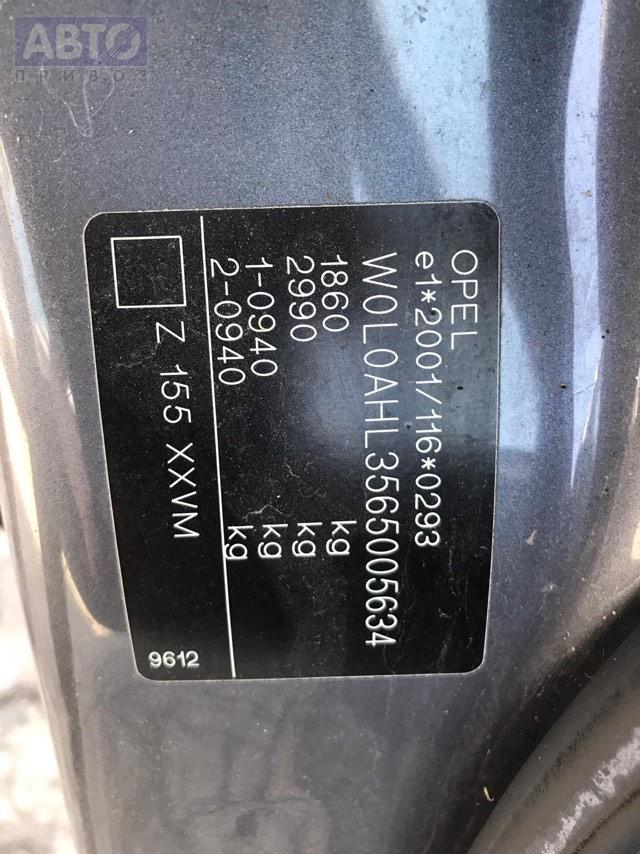 АВТО
ПРИВОЗ
OPEL
e1*2001/116*0293
W0L0AHL3565005634
1860 kg
2990 kg
1-0940 kg
2-0940 kg
Z 155 XXVM
9612